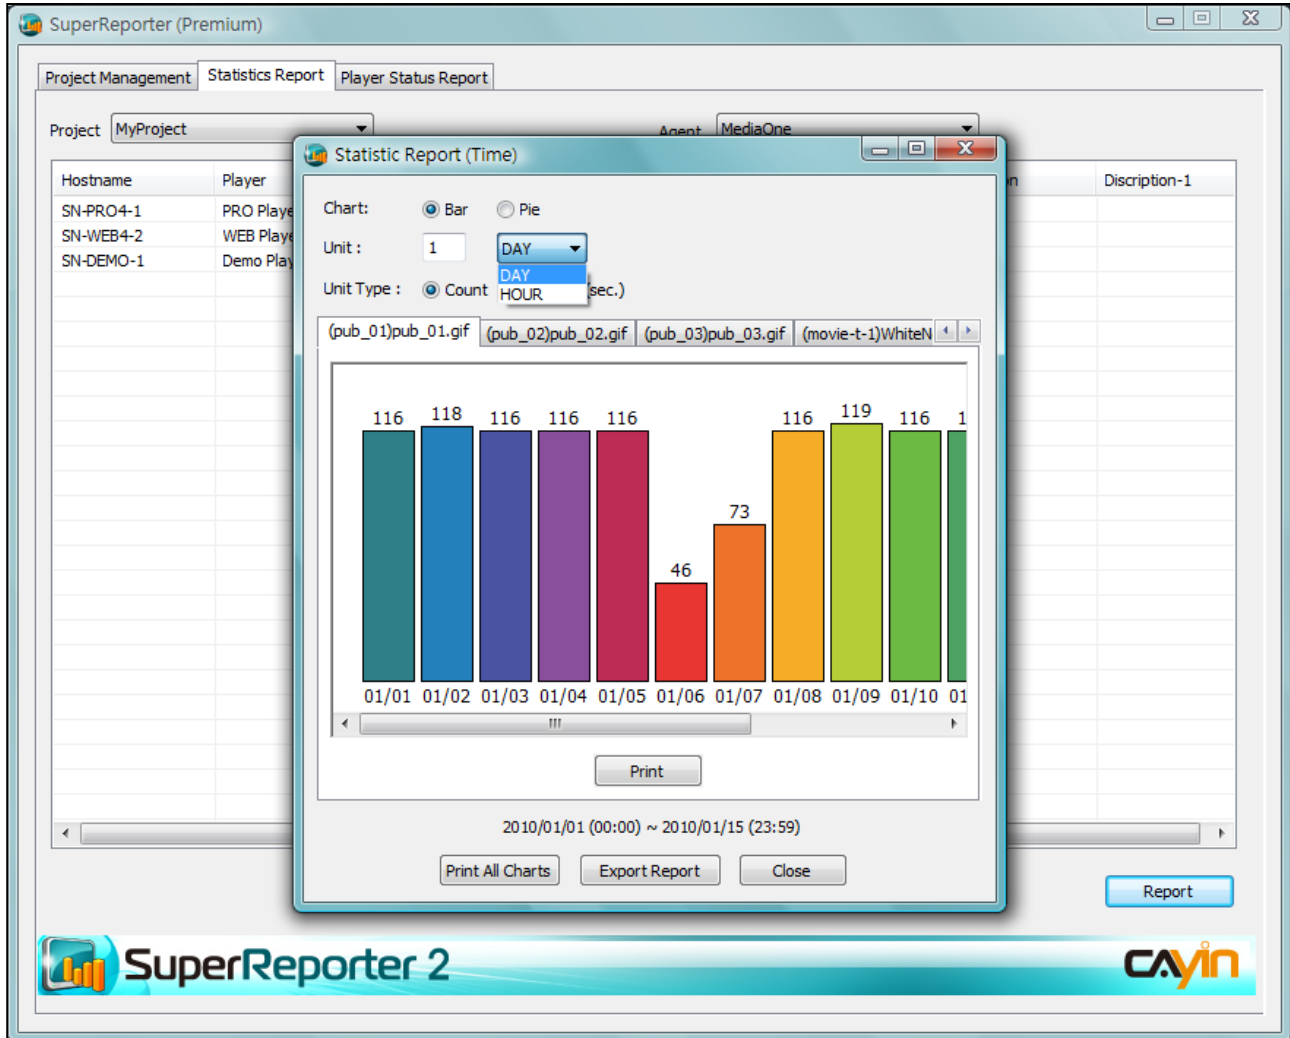 SuperReporter (Premium)
Project Management Statistics Report Player Status Report
Project MyProject Agent MediaOne
Statistic Report (Time)
Hostname Player Discription-1
SN-PRO4-1 PRO Playe
SN-WEB4-2 WEB Playe
SN-DEMO-1 Demo Play
Chart: Bar Pie
Unit : 1 DAY
DAY
HOUR
Unit Type : Count (sec.)
(pub_01)pub_01.gif (pub_02)pub_02.gif (pub_03)pub_03.gif (movie-t-1)WhiteN
116 118 116 116 116 46 73 116 119 116 1
01/01 01/02 01/03 01/04 01/05 01/06 01/07 01/08 01/09 01/10 01
Print
2010/01/01 (00:00) ~ 2010/01/15 (23:59)
Print All Charts Export Report Close
Report
SuperReporter 2 CAYIN